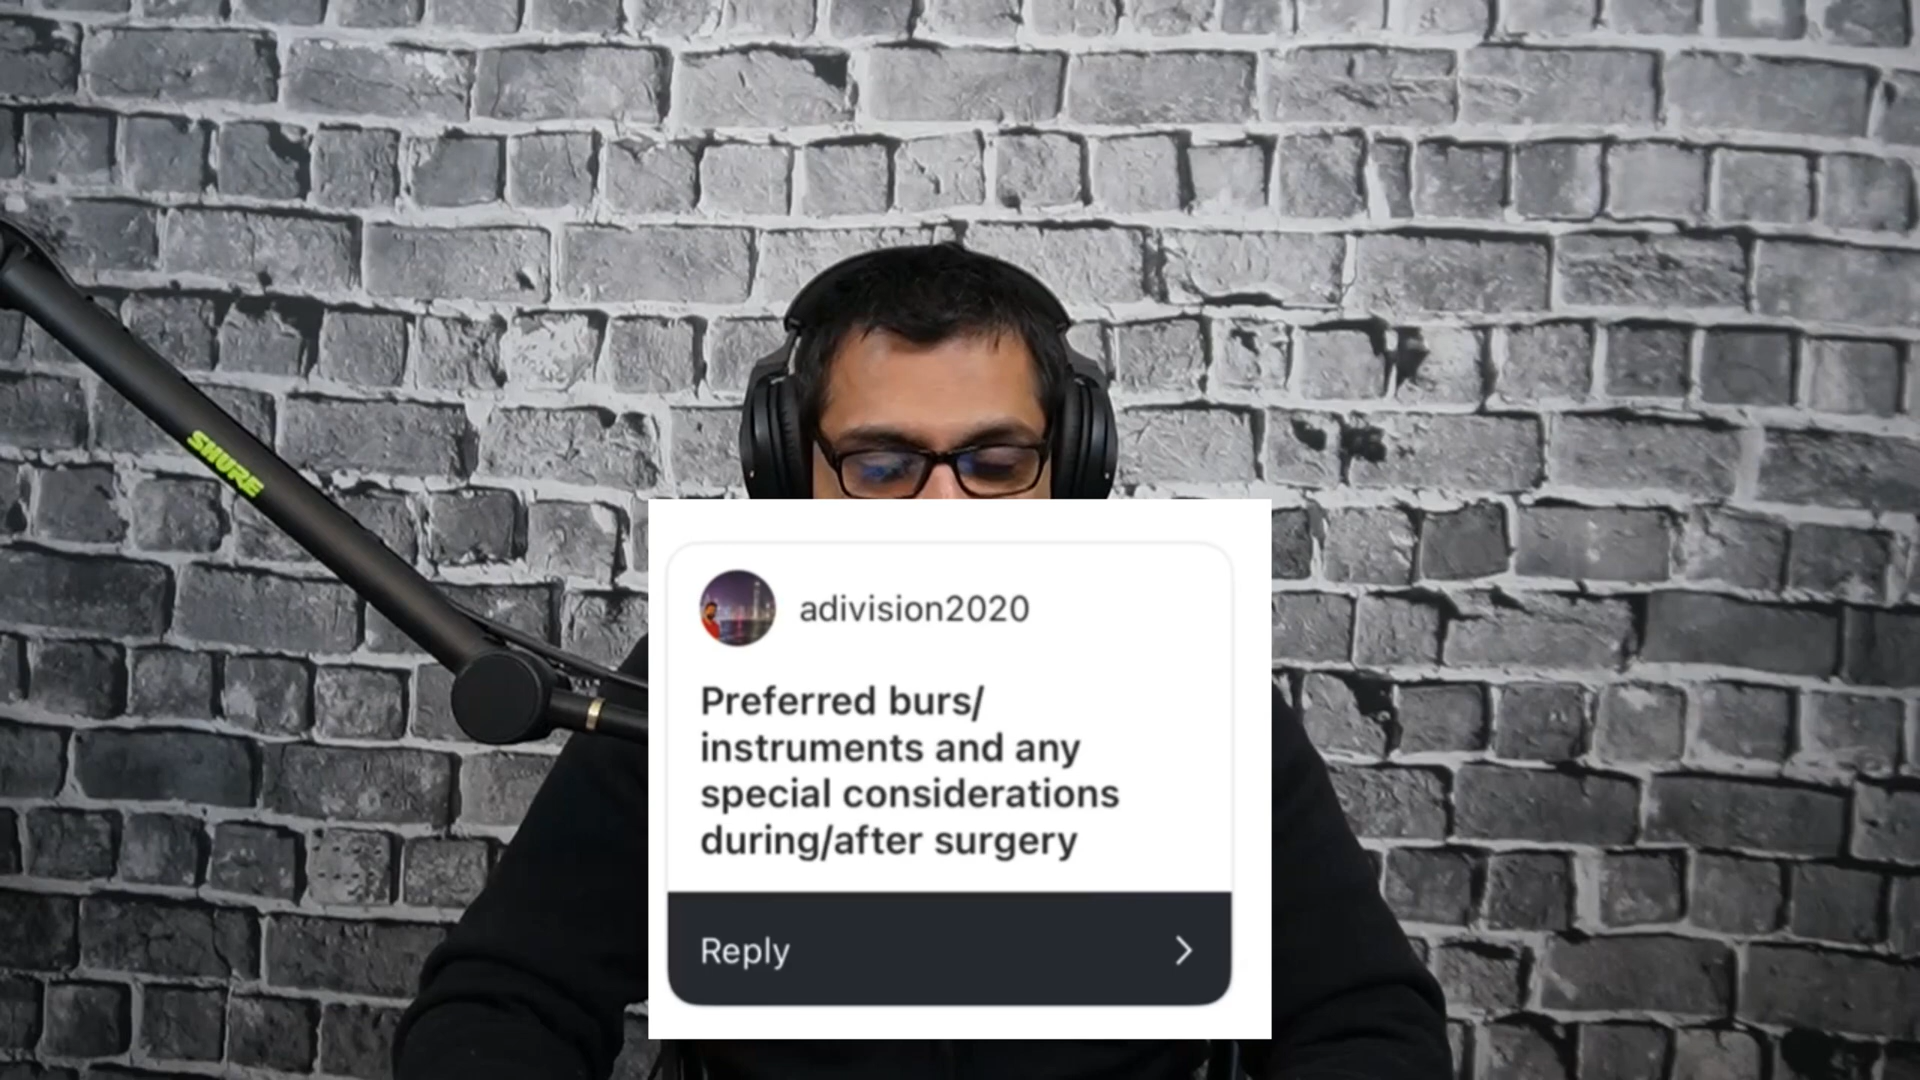 SHURE
adivision2020
Preferred burs/
instruments and any
special considerations
during/after surgery
Reply